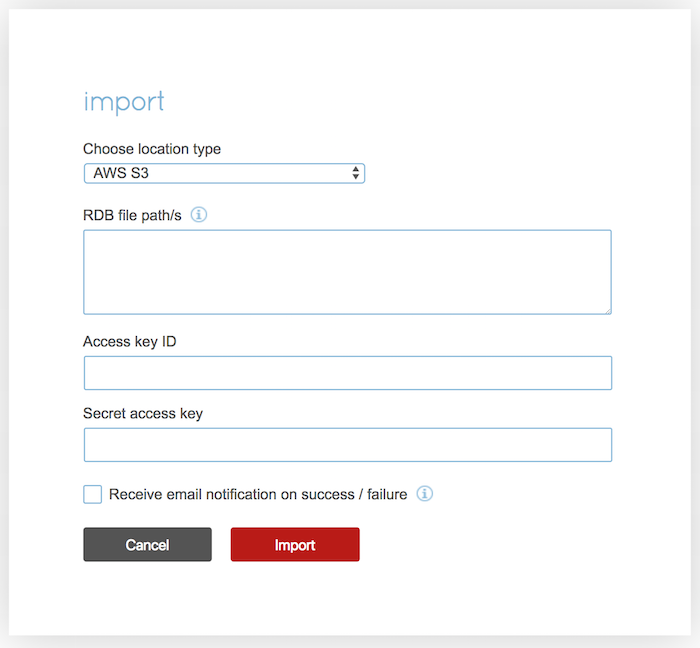 import
Choose location type
AWS S3
RDB file path/s
Access key ID
Secret access key
Receive email notification on success / failure
Cancel Import